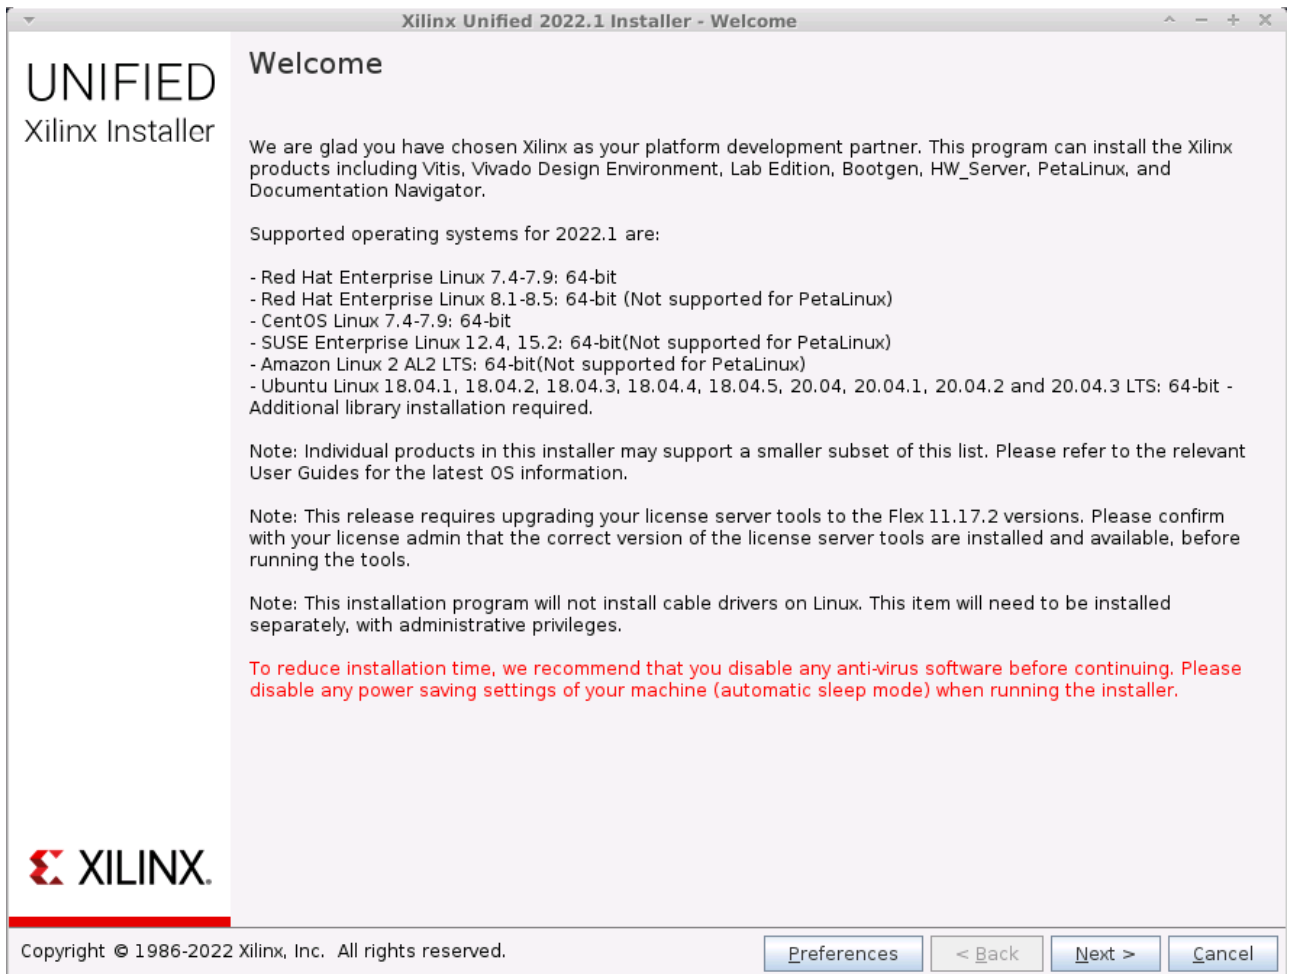 Xilinx Unified 2022.1 Installer - Welcome
UNIFIED
Xilinx Installer
Welcome
We are glad you have chosen Xilinx as your platform development partner. This program can install the Xilinx
products including Vitis, Vivado Design Environment, Lab Edition, Bootgen, HW_Server, PetaLinux, and
Documentation Navigator.
Supported operating systems for 2022.1 are:
- Red Hat Enterprise Linux 7.4-7.9: 64-bit
- Red Hat Enterprise Linux 8.1-8.5: 64-bit (Not supported for PetaLinux)
- CentOS Linux 7.4-7.9: 64-bit
- SUSE Enterprise Linux 12.4, 15.2: 64-bit(Not supported for PetaLinux)
- Amazon Linux 2 AL2 LTS: 64-bit(Not supported for PetaLinux)
- Ubuntu Linux 18.04.1, 18.04.2, 18.04.3, 18.04.4, 18.04.5, 20.04, 20.04.1, 20.04.2 and 20.04.3 LTS: 64-bit -
Additional library installation required.
Note: Individual products in this installer may support a smaller subset of this list. Please refer to the relevant
User Guides for the latest OS information.
Note: This release requires upgrading your license server tools to the Flex 11.17.2 versions. Please confirm
with your license admin that the correct version of the license server tools are installed and available, before
running the tools.
Note: This installation program will not install cable drivers on Linux. This item will need to be installed
separately, with administrative privileges.
To reduce installation time, we recommend that you disable any anti-virus software before continuing. Please
disable any power saving settings of your machine (automatic sleep mode) when running the installer.
XILINX.
Copyright © 1986-2022 Xilinx, Inc. All rights reserved.
Preferences
< Back
Next >
Cancel